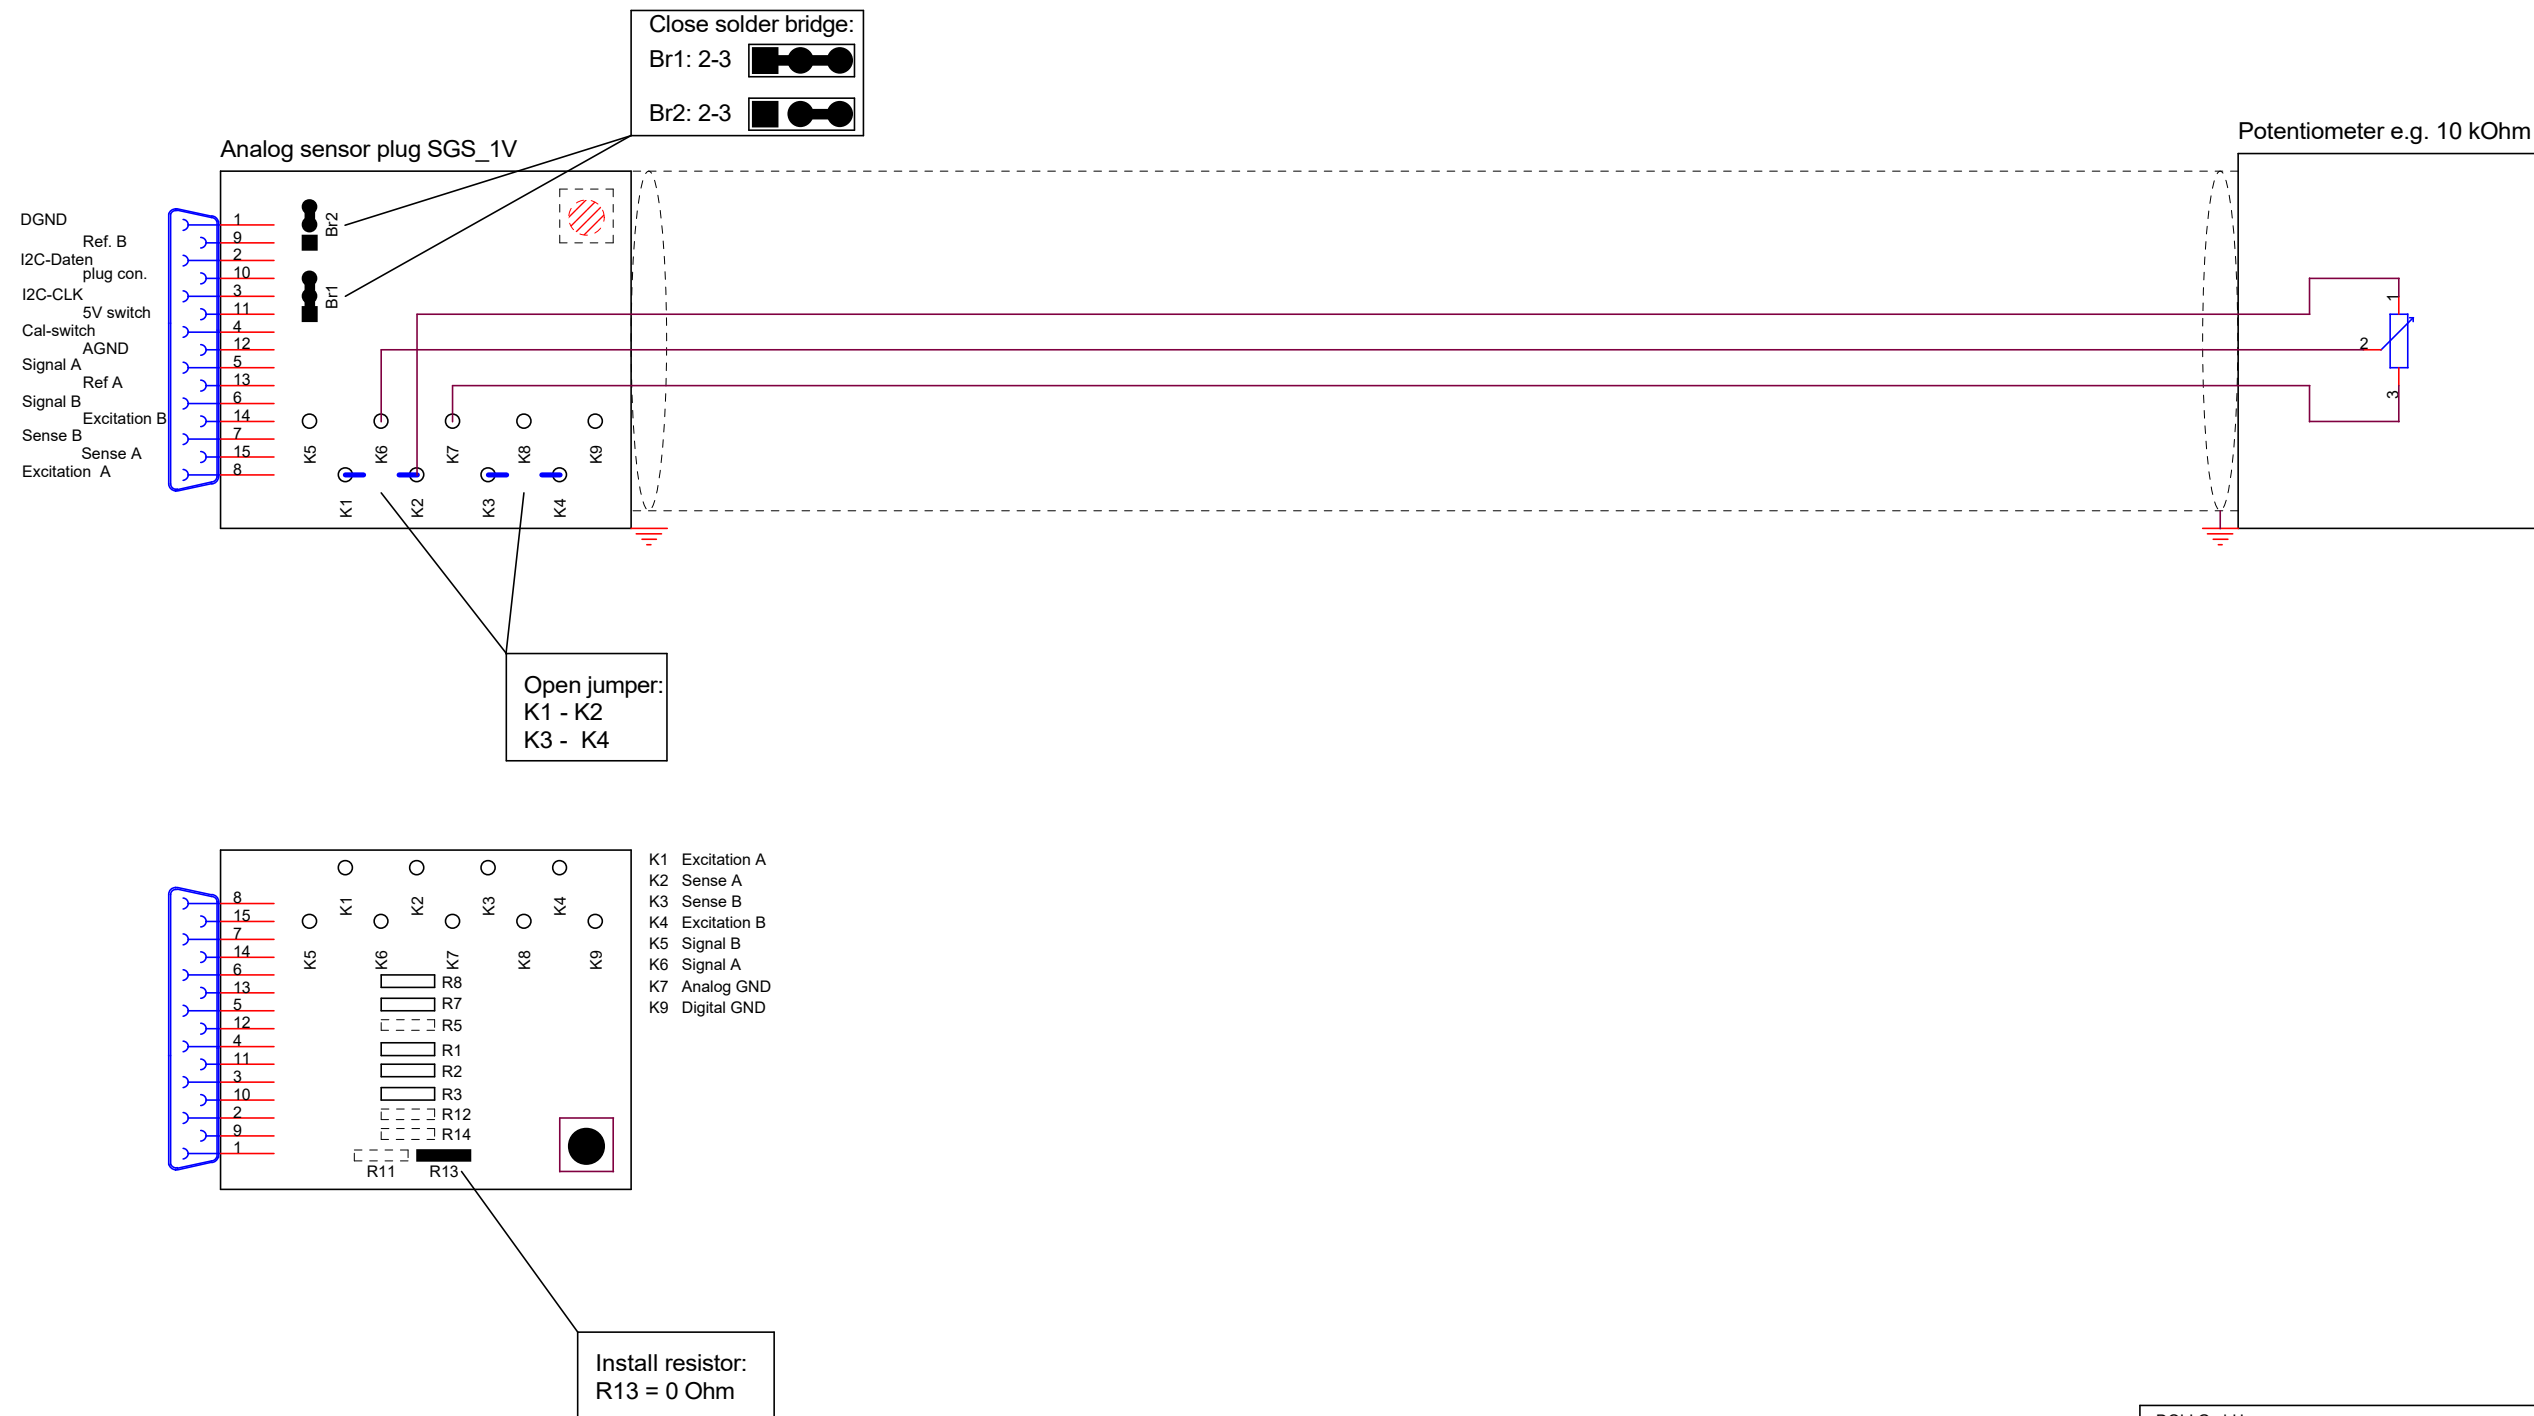 Close solder bridge:
Br1: 2-3
Br2: 2-3
Analog sensor plug SGS_1V
Potentiometer e.g. 10 kOhm
DGND
Ref. B
I2C-Daten
plug con.
I2C-CLK
5V switch
Cal-switch
AGND
Signal A
Ref A
Signal B
Excitation B
Sense B
Sense A
Excitation A
1
9
2
10
3
11
4
12
5
13
6
14
7
15
8
Br2
Br1
K5
K6
K7
K8
K9
K1
K2
K3
K4
1
2
3
Open jumper:
K1 - K2
K3 - K4
8
15
7
14
6
13
5
12
4
11
3
10
2
9
1
K1
K2
K3
K4
K5
K6
K7
K8
K9
R8
R7
R5
R1
R2
R3
R12
R14
R11
R13
K1 Excitation A
K2 Sense A
K3 Sense B
K4 Excitation B
K5 Signal B
K6 Signal A
K7 Analog GND
K9 Digital GND
Install resistor:
R13 = 0 Ohm